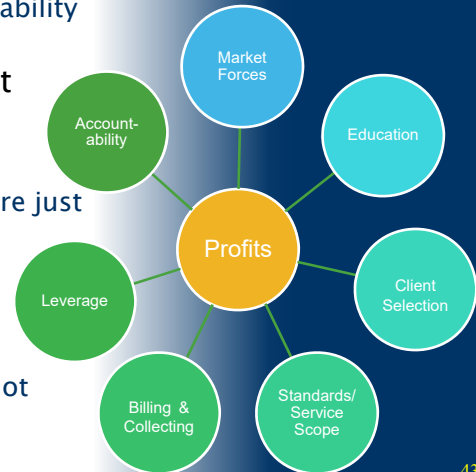 ability
t
re just
ot
Market
Forces
Education
Client
Selection
Standards/
Service
Scope
Billing &
Collecting
Leverage
Account-
ability
Profits